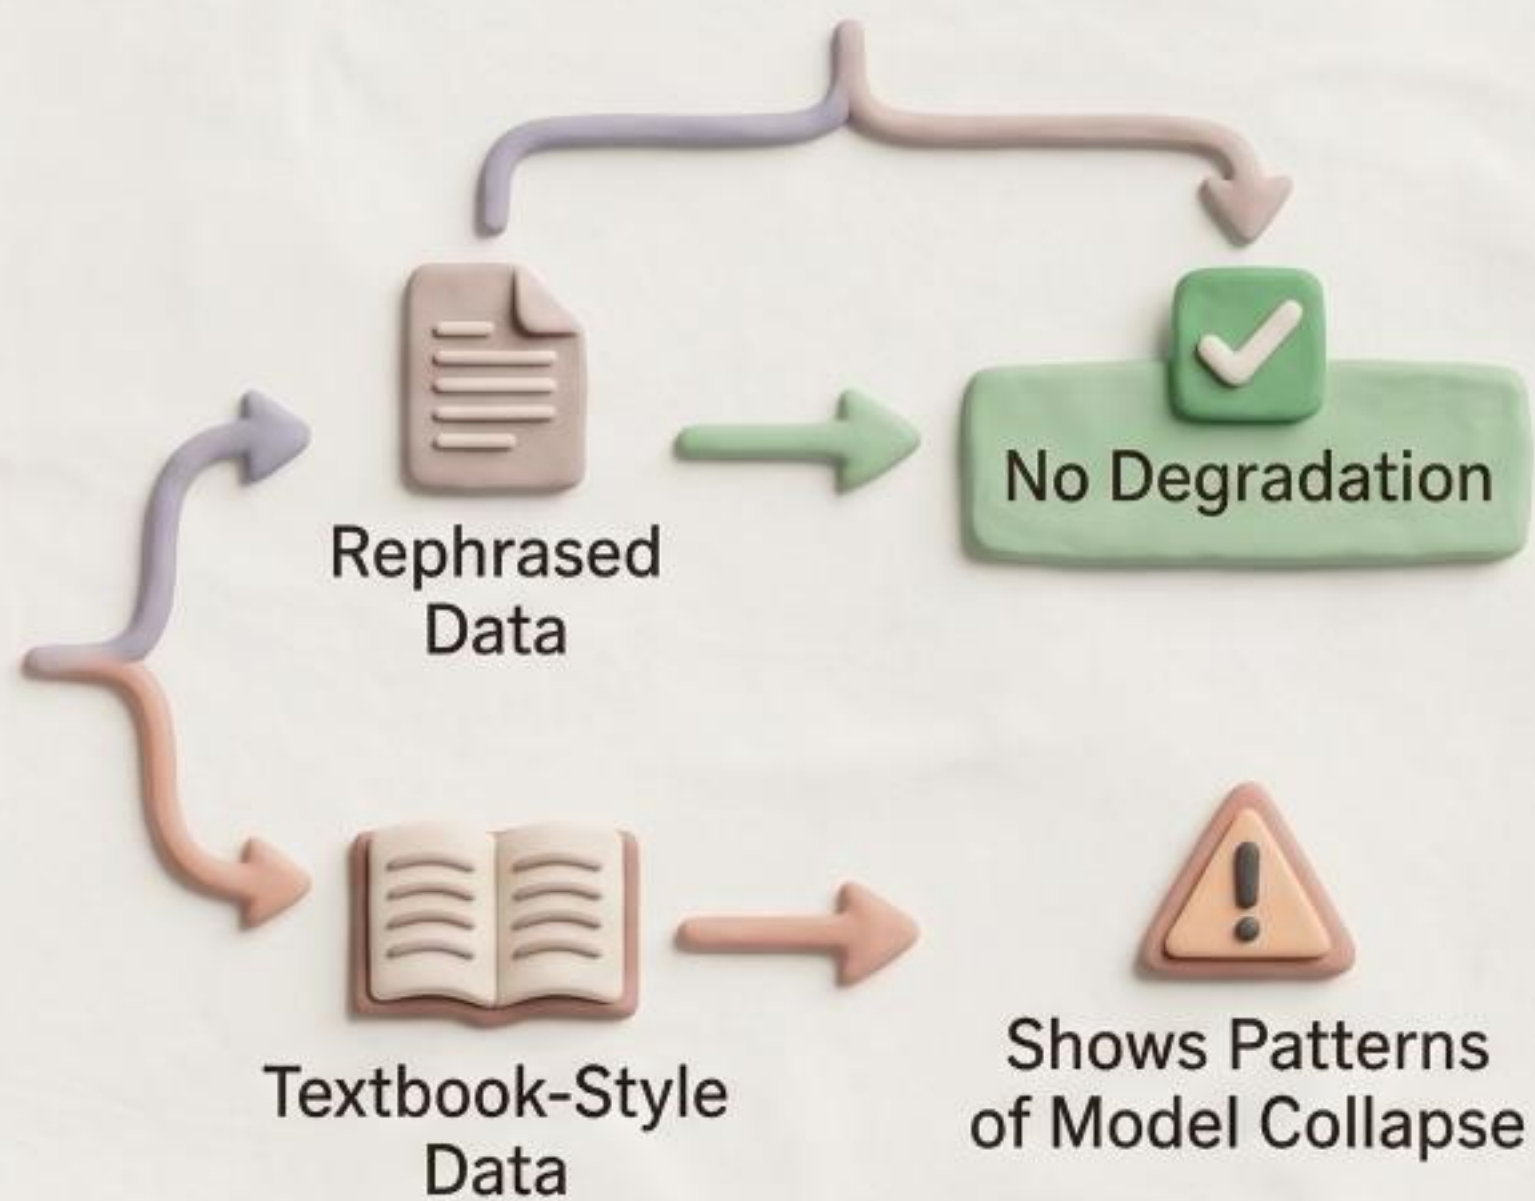 Rephrased
Data
No Degradation
Textbook-Style
Data
Shows Patterns
of Model Collapse